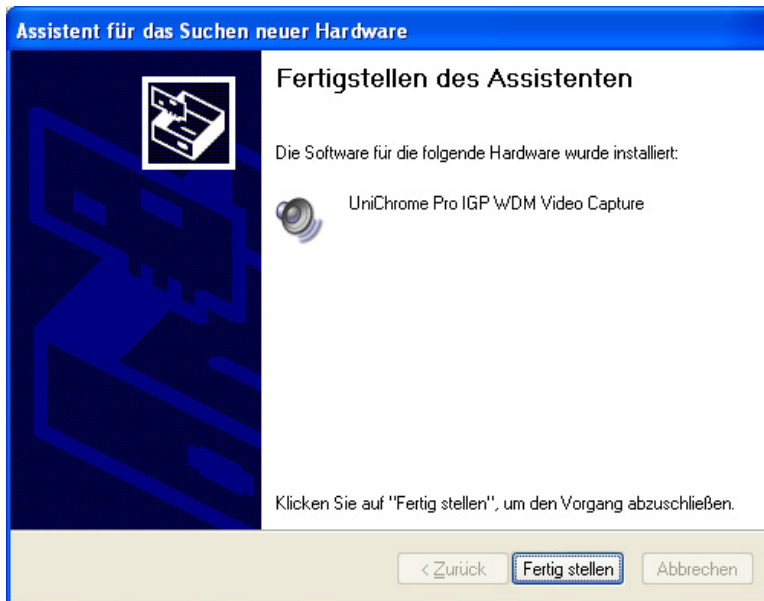 Assistent für das Suchen neuer Hardware
Fertigstellen des Assistenten
Die Software für die folgende Hardware wurde installiert:
UniChrome Pro IGP WDM Video Capture
Klicken Sie auf "Fertig stellen", um den Vorgang abzuschließen.
< Zurück
Fertig stellen
Abbrechen